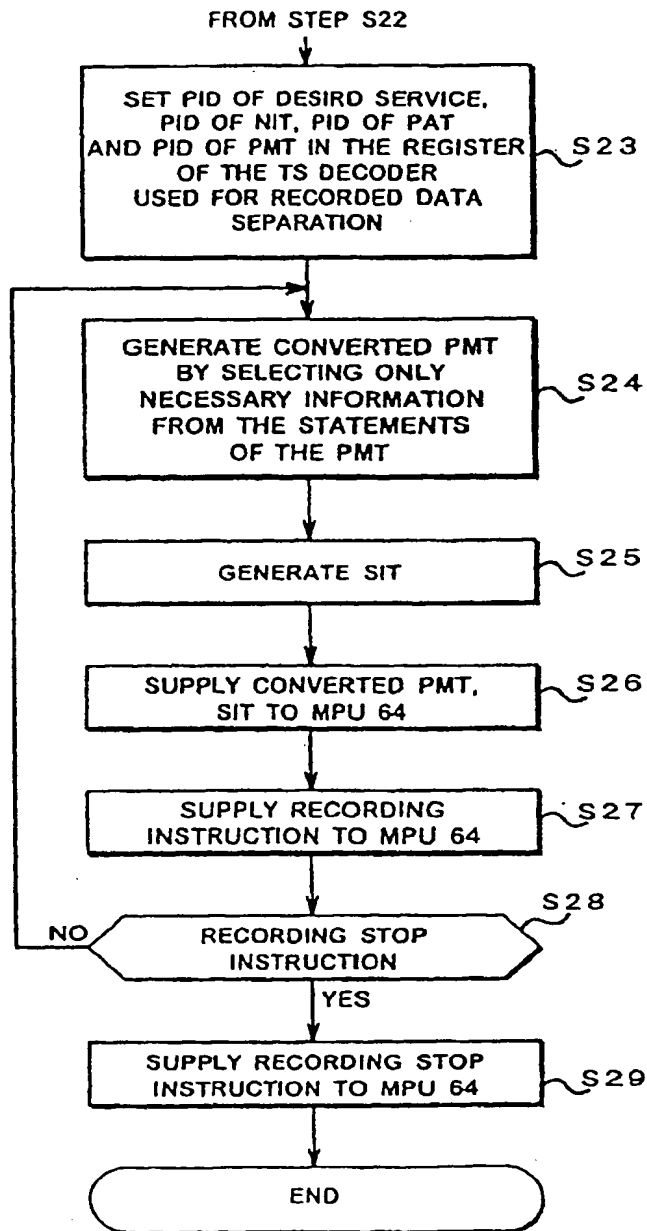 FROM STEP S22
SET PID OF DESIRD SERVICE,
PID OF NIT, PID OF PAT
AND PID OF PMT IN THE REGISTER
OF THE TS DECODER
USED FOR RECORDED DATA
SEPARATION
S23
GENERATE CONVERTED PMT
BY SELECTING ONLY
NECESSARY INFORMATION
FROM THE STATEMENTS
OF THE PMT
S24
GENERATE SIT
S25
SUPPLY CONVERTED PMT,
SIT TO MPU 64
S26
SUPPLY RECORDING
INSTRUCTION TO MPU 64
S27
RECORDING STOP
INSTRUCTION
S28
NO
YES
SUPPLY RECORDING STOP
INSTRUCTION TO MPU 64
S29
END